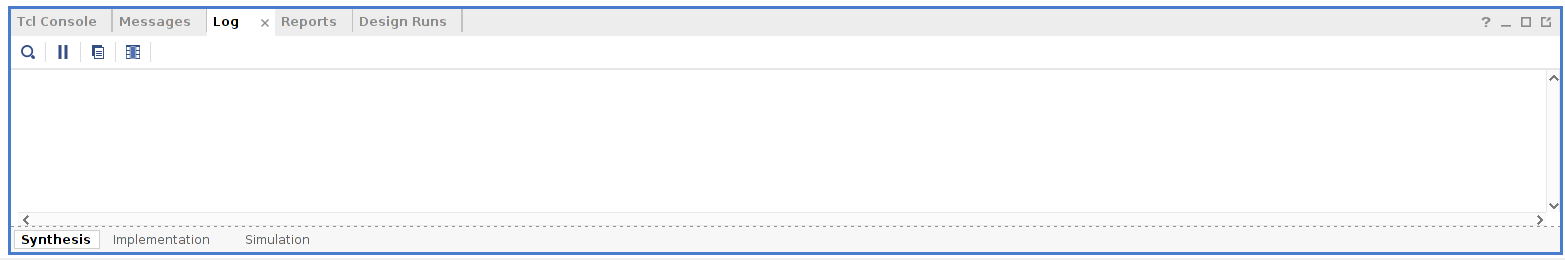 Tcl Console Messages Log × Reports Design Runs ?
Synthesis Implementation Simulation